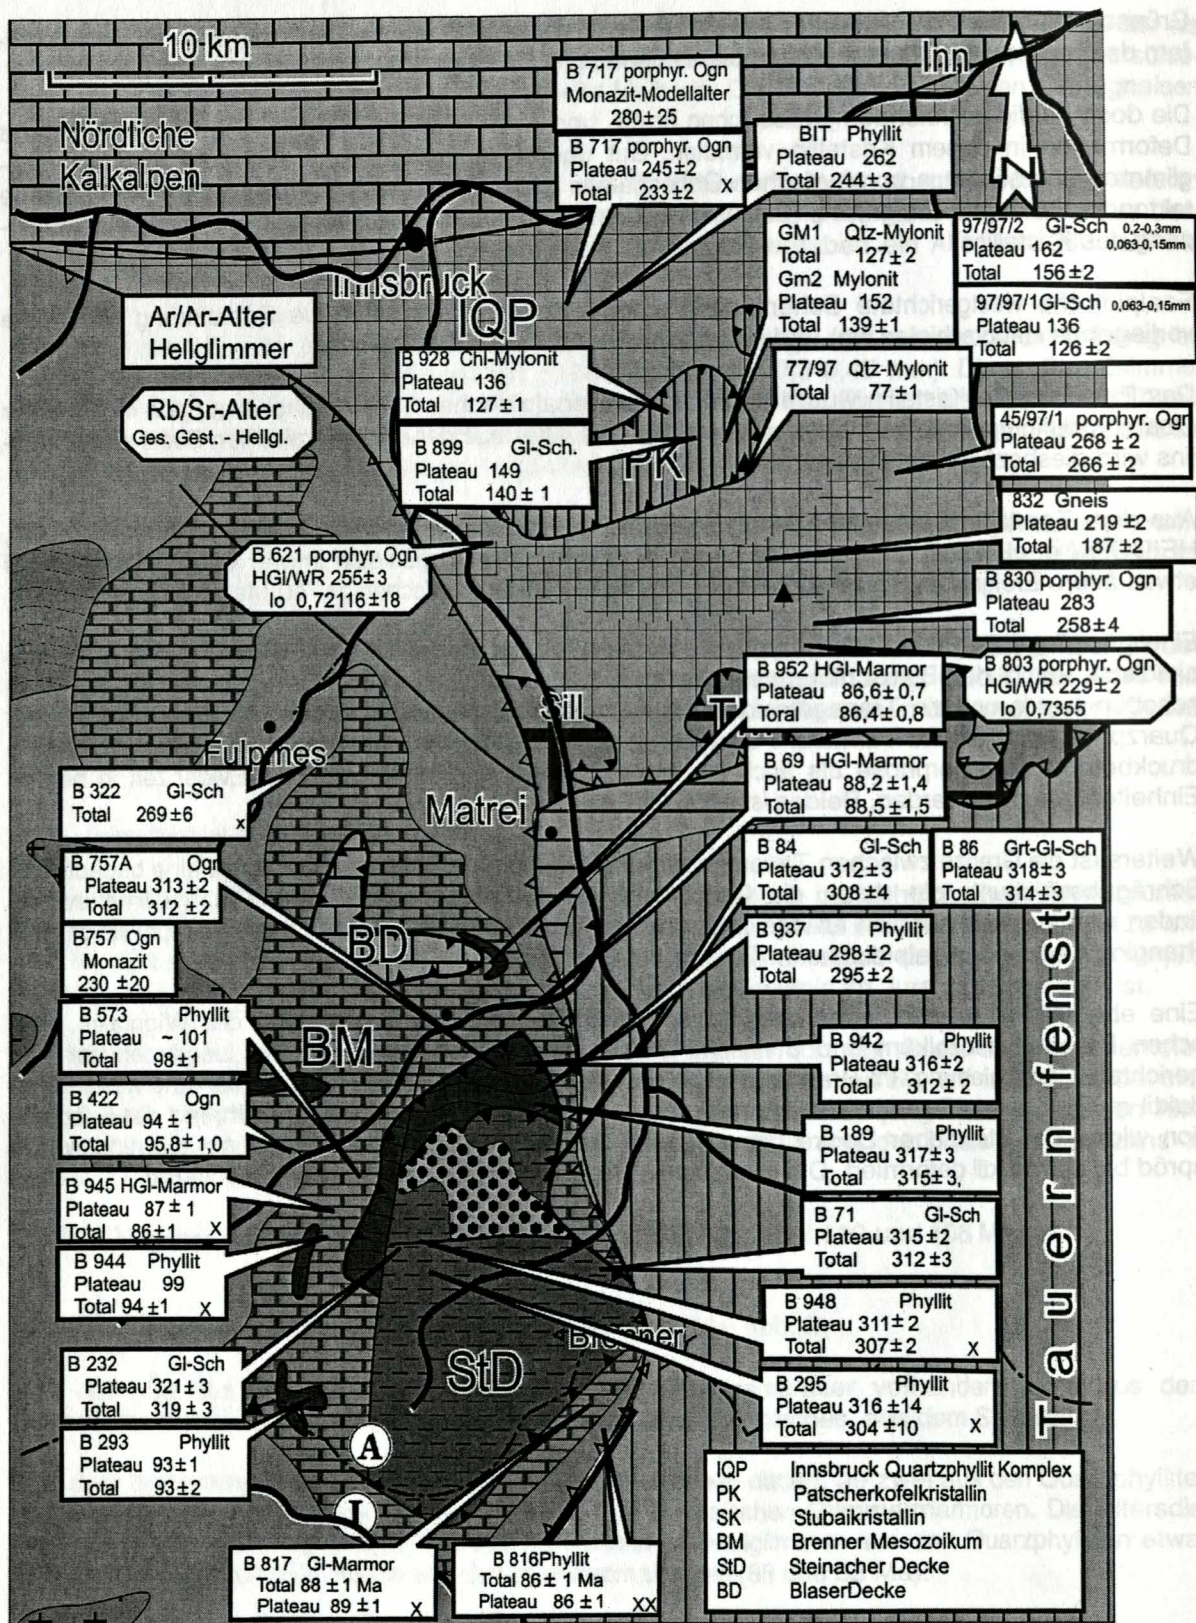 10 km
Inn
Nördliche
Kalkalpen
B 717 porphyr. Ogn
Monazit-Modellalter
280±25
B 717 porphyr. Ogn
Plateau 245±2
Total 233±2 x
BIT Phyllit
Plateau 262
Total 244±3
N
Innsbruck
IQP
GM1 Qtz-Mylonit
Total 127±2
Gm2 Mylonit
Plateau 152
Total 139±1
97/97/2 Gl-Sch 0,2-0,3mm
Plateau 162 0,063-0,15mm
Total 156±2
97/97/1Gl-Sch 0,063-0,15mm
Plateau 136
Total 126±2
Ar/Ar-Alter
Hellglimmer
Rb/Sr-Alter
Ges. Gest. - Hellgl.
B 928 Chl-Mylonit
Plateau 136
Total 127±1
77/97 Qtz-Mylonit
Total 77±1
B 899 Gl-Sch.
Plateau 149
Total 140±1
PK
45/97/1 porphyr. Ogr
Plateau 268±2
Total 266±2
832 Gneis
Plateau 219±2
Total 187±2
B 621 porphyr. Ogn
HGl/WR 255±3
Io 0,72116±18
B 830 porphyr. Ogn
Plateau 283
Total 258±4
B 952 HGl-Marmor
Plateau 86,6±0,7
Toral 86,4±0,8
B 803 porphyr. Ogn
HGl/WR 229±2
Io 0,7355
Sill
T
Fulpmes
Matrei
B 322 Gl-Sch
Total 269±6 x
B 69 HGl-Marmor
Plateau 88,2±1,4
Total 88,5±1,3
B 757A Ogn
Plateau 313±2
Total 312±2
B 84 Gl-Sch
Plateau 312±3
Total 308±4
B 86 Grt-Gl-Sch
Plateau 318±3
Total 314±3
BD
B757 Ogn
Monazit
230 ±20
B 937 Phyllit
Plateau 298±2
Total 295±2
Tauernfenst
B 573 Phyllit
Plateau ~101
Total 98±1
BM
B 942 Phyllit
Plateau 316±2
Total 312±2
B 422 Ogn
Plateau 94±1
Total 95,8±1,0
B 189 Phyllit
Plateau 317±3
Total 315±3,
B 945 HGl-Marmor
Plateau 87±1
Total 86±1 X
B 71 Gl-Sch
Plateau 315±2
Total 312±3
B 944 Phyllit
Plateau 99
Total 94±1 X
B 948 Phyllit
Plateau 311±2
Total 307±2 X
Brenner
StD
B 232 Gl-Sch
Plateau 321±3
Total 319±3
B 295 Phyllit
Plateau 316±14
Total 304±10 X
B 293 Phyllit
Plateau 93±1
Total 93±2
A
I
IQP Innsbruck Quartzphyllit Komplex
PK Patscherkofelkristallin
SK Stubaikristallin
BM Brenner Mesozoikum
StD Steinacher Decke
BD BlaserDecke
B 817 Gl-Marmor
Total 88±1 Ma
Plateau 89±1 X
B 816Phyllit
Total 86±1 Ma
Plateau 86±1 XX